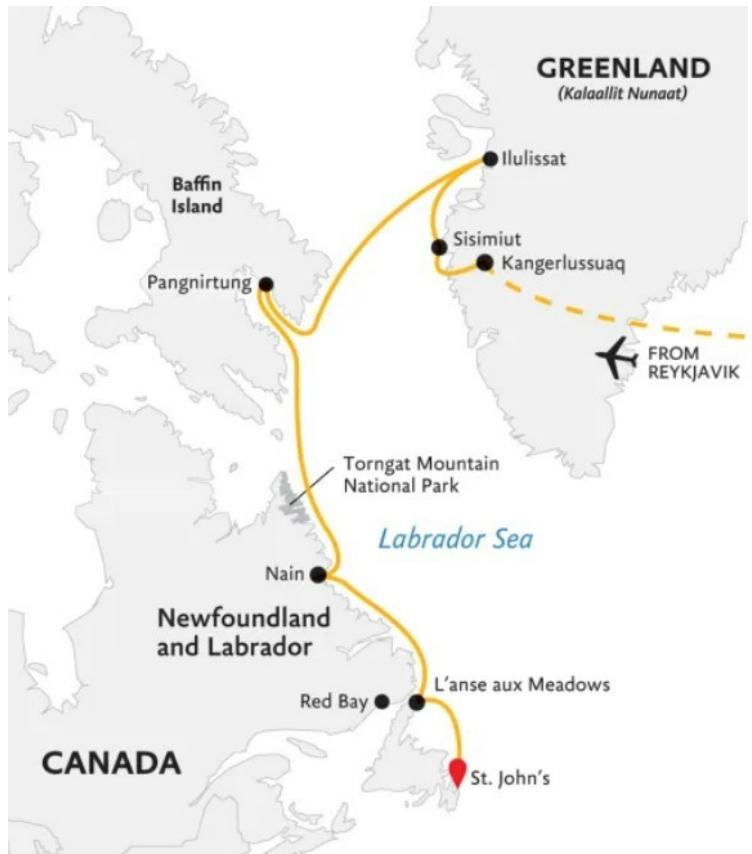 GREENLAND
(Kalaallit Nunaat)
Ilulissat
Baffin
Island
Sisimiut
Kangerlussuaq
Pangnirtung
FROM
REYKJAVIK
Torngat Mountain
National Park
Labrador Sea
Nain
Newfoundland
and Labrador
L'anse aux Meadows
Red Bay
CANADA
St. John's